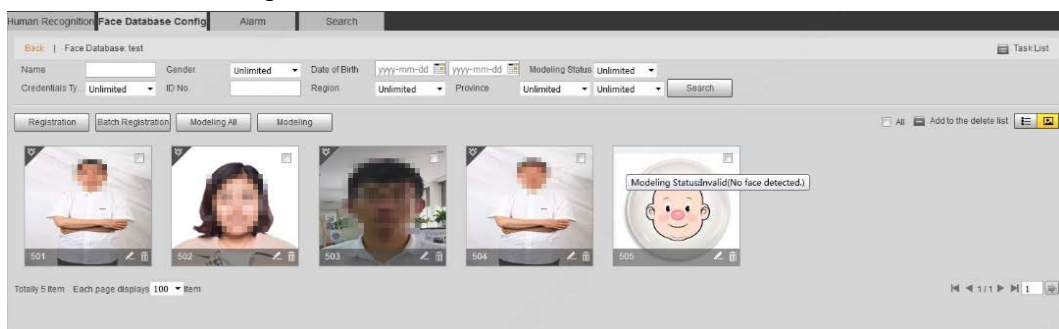 Human Recognition Face Database Config Alarm Search
Back | Face Database: test Task List
Name Gender Unlimited Date of Birth yyyy-mm-dd yyyy-mm-dd Modeling Status Unlimited
Credentials Ty... Unlimited ID No. Region Unlimited Province Unlimited Unlimited Search
Registration Batch Registration Modeling All Modeling All Add to the delete list
Modeling Status:Invalid(No face detected.)
501 502 503 504 505
Totally 5 Item Each page displays 100 Item 1/1 1